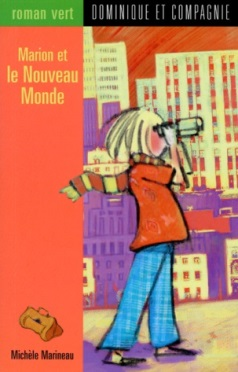 roman vert
DOMINIQUE ET COMPAGNIE
Marion et
le Nouveau
Monde
Michèle Marineau